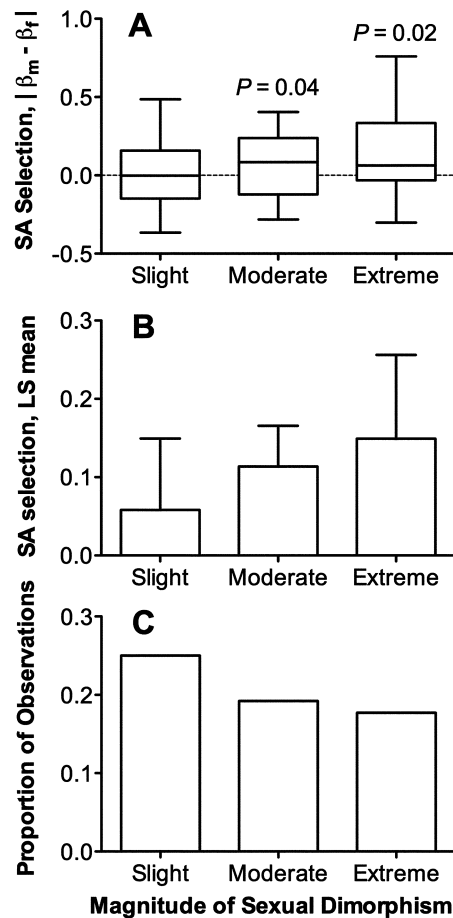 A
SA Selection, | βm - βf |
1.0
0.5
0.0
-0.5
P = 0.04
P = 0.02
Slight Moderate Extreme
B
SA selection, LS mean
0.3
0.2
0.1
0.0
Slight Moderate Extreme
C
Proportion of Observations
0.3
0.2
0.1
0.0
Slight Moderate Extreme
Magnitude of Sexual Dimorphism